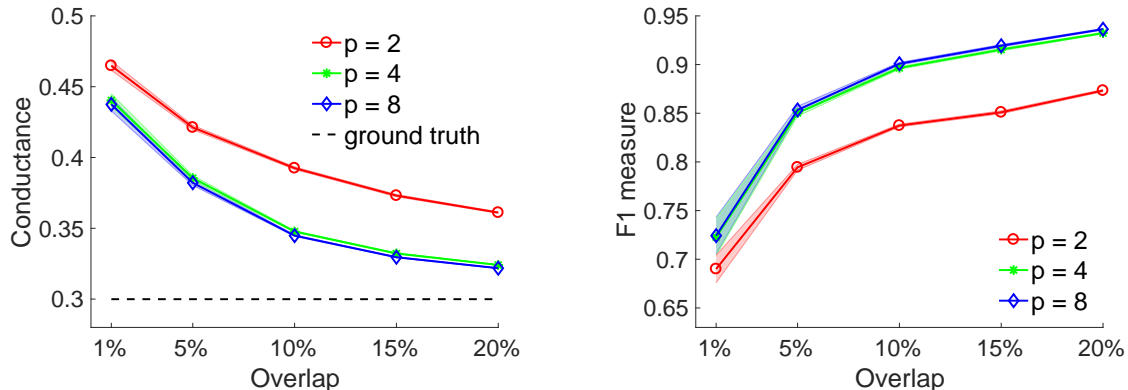 0.5
0.45
0.4
0.35
0.3
Conductance
p = 2
p = 4
p = 8
ground truth
1%
5%
10%
15%
20%
Overlap
0.95
0.9
0.85
0.8
0.75
0.7
0.65
F1 measure
p = 2
p = 4
p = 8
1%
5%
10%
15%
20%
Overlap